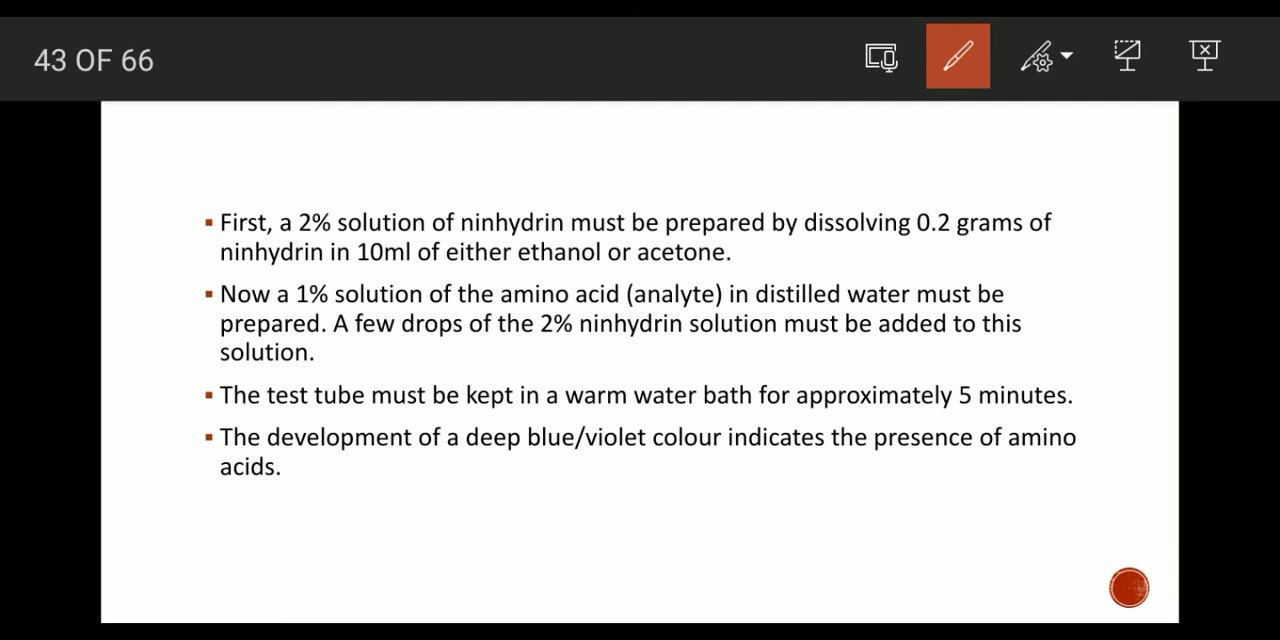 43 OF 66
▪ First, a 2% solution of ninhydrin must be prepared by dissolving 0.2 grams of
ninhydrin in 10ml of either ethanol or acetone.
▪ Now a 1% solution of the amino acid (analyte) in distilled water must be
prepared. A few drops of the 2% ninhydrin solution must be added to this
solution.
▪ The test tube must be kept in a warm water bath for approximately 5 minutes.
▪ The development of a deep blue/violet colour indicates the presence of amino
acids.